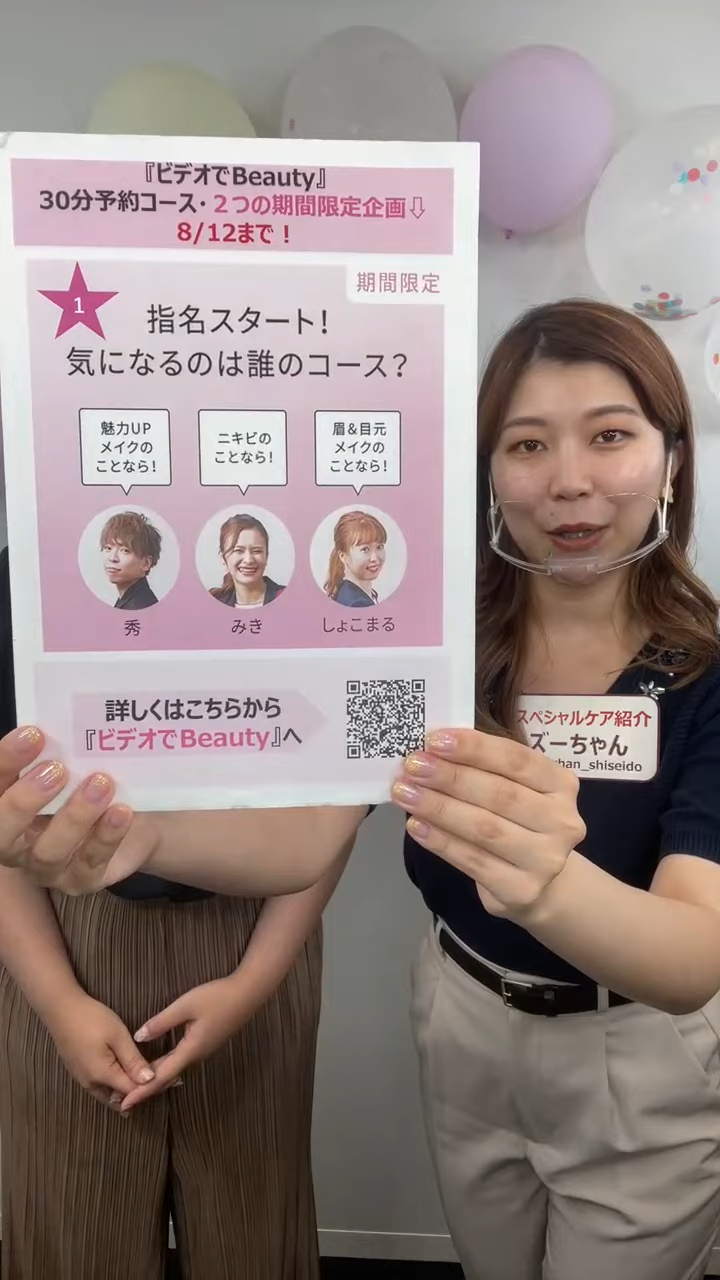 『ビデオでBeauty』
30分予約コース・２つの期間限定企画⇩
8/12まで！
期間限定
1
指名スタート！
気になるのは誰のコース？
魅力UP
メイクの
ことなら！
ニキビの
ことなら！
眉&目元
メイクの
ことなら！
秀
みき
しょこまる
詳しくはこちらから
『ビデオでBeauty』へ
スペシャルケア紹介
ズーちゃん
han_shiseido